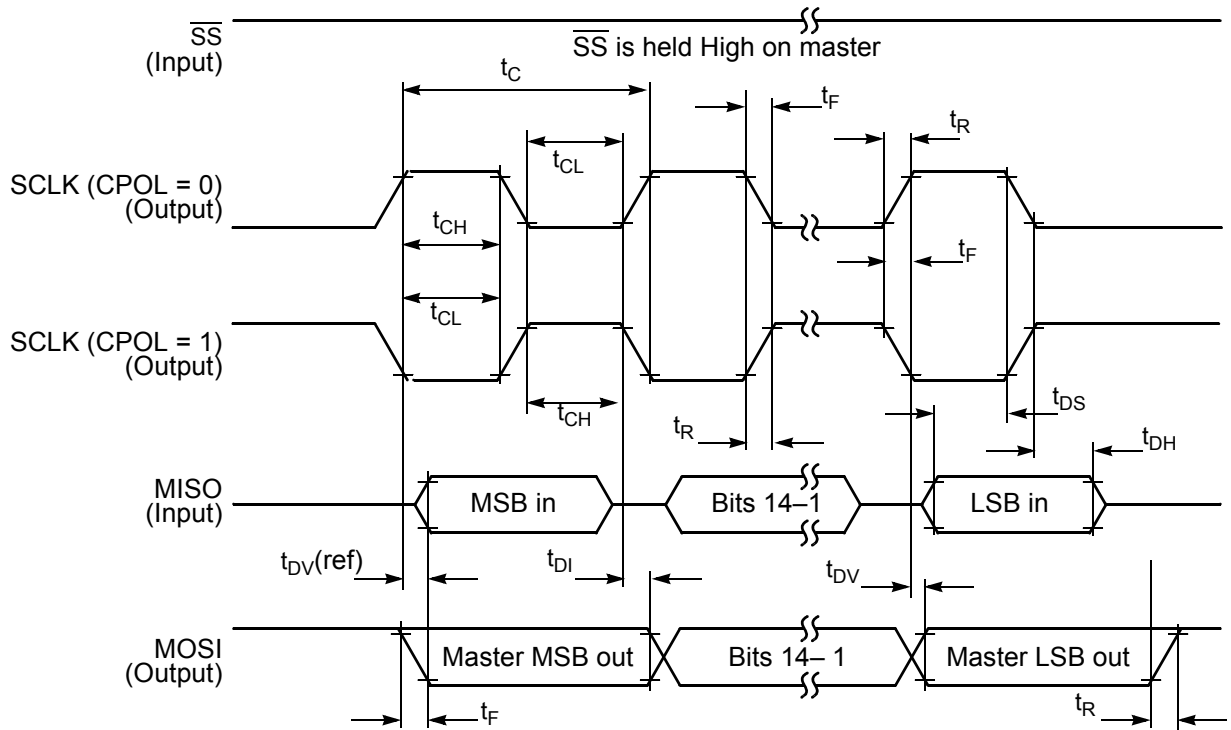 SS
(Input)
SS is held High on master
tC
tF
tR
tCL
SCLK (CPOL = 0)
(Output)
tCH
tF
tCL
SCLK (CPOL = 1)
(Output)
tCH
tDS
tR
tDH
MISO
(Input)
MSB in
Bits 14–1
LSB in
tDV(ref)
tDI
tDV
MOSI
(Output)
Master MSB out
Bits 14– 1
Master LSB out
tF
tR